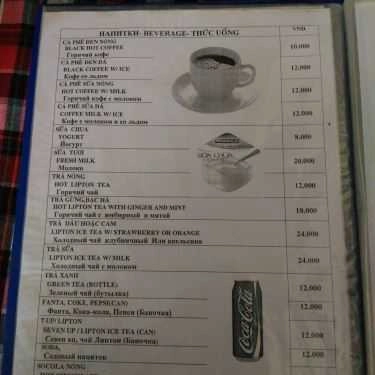 НАПИТКИ- BEVERAGE- THỨC UỐNG VNĐ
CÀ PHÊ ĐEN NÓNG
BLACK HOT COFFEE 10.000
Горячий кофе
CÀ PHÊ ĐEN ĐÁ
BLACK COFFEE W/ ICE 12.000
Кофе со льдом
CÀ PHÊ SỮA NÓNG
HOT COFFEE W/ MILK 12.000
Горячий кофе с молоком
CÀ PHÊ SỮA ĐÁ
COFFEE MILK W/ ICE 12.000
Кофе с молоком и со льдом
SỮA CHUA
YOGURT 8.000
Йогурт
SỮA TƯƠI
FRESH MILK 20.000
Молоко
SỮA CHUA
TRÀ NÓNG
HOT LIPTON TEA 12.000
Горячий чай
TRÀ GỪNG,BẠC HÀ
HOT LIPTON TEA WITH GINGER AND MINT 18.000
Горячий чай с имбирный и мятой
TRÀ DÂU HOẶC CAM
LIPTON ICE TEA W/ STRAWBERRY OR ORANGE 24.000
Холодный чай клубничный Или апельсин
TRÀ SỮA
LIPTON ICE TEA W/ MILK 24.000
Холодный чай с молоком
TRÀ XANH
GREEN TEA (BOTTLE) 12.000
Зеленый чай (бутылка)
FANTA, COKE, PEPSI(CAN) 12.000
Фанта, Кока-кола, Пепси (Баночка)
7-UP/ LIPTON
SEVEN UP / LIPTON ICE TEA (CAN) 12.000
Севен ап, чай Липтон (Баночка)
SODA, 12.000
Содовый напиток
Coca-Cola
SOCOLA NÓNG